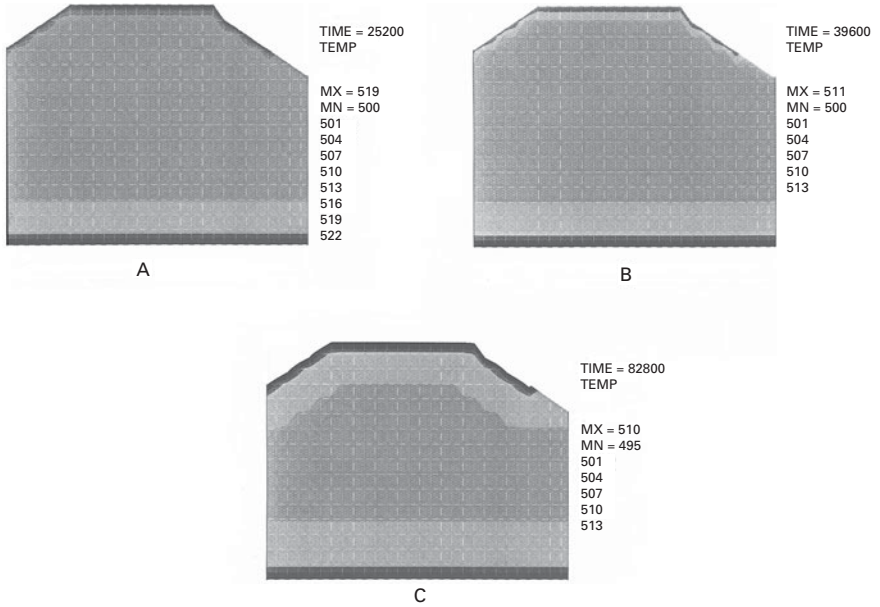 TIME = 25200
TEMP
MX = 519
MN = 500
501
504
507
510
513
516
519
522
A
TIME = 39600
TEMP
MX = 511
MN = 500
501
504
507
510
513
B
TIME = 82800
TEMP
MX = 510
MN = 495
501
504
507
510
513
C